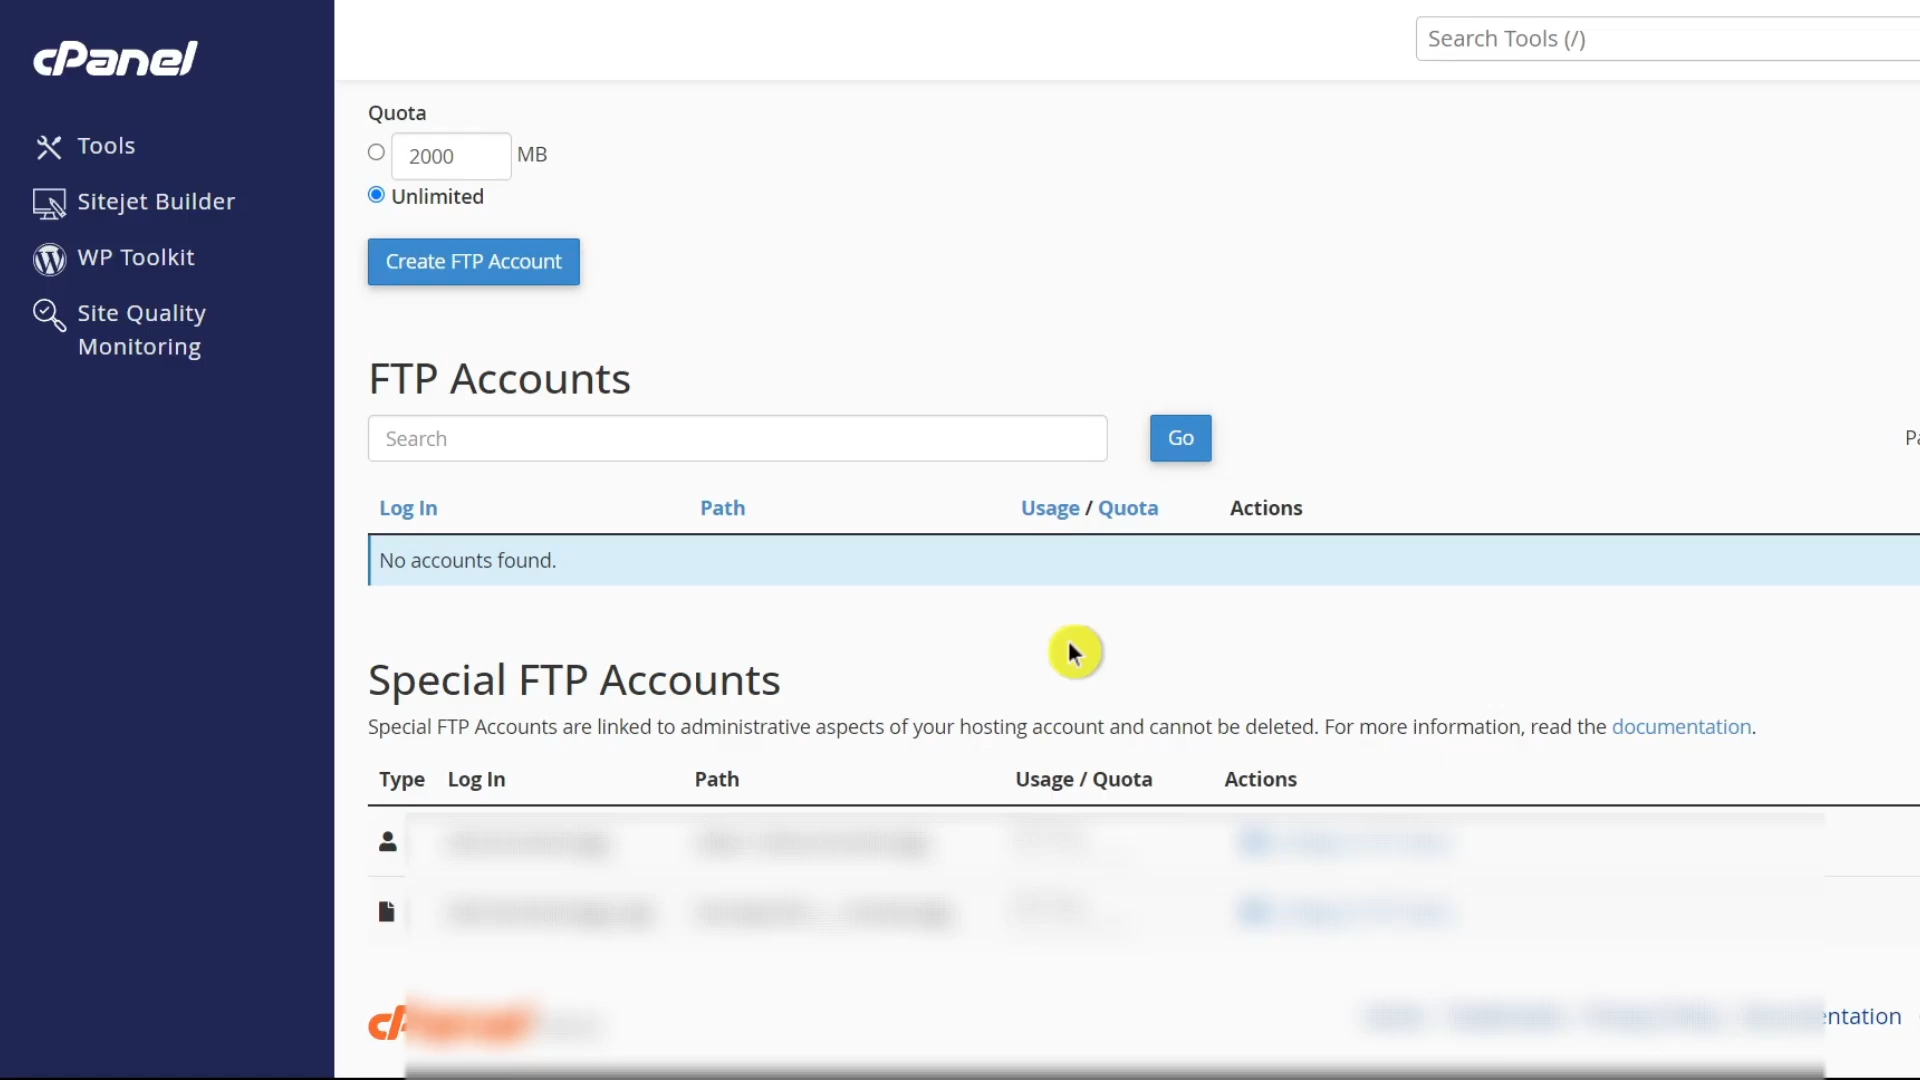 cPanel
Search Tools (/)
Tools
Sitejet Builder
WP Toolkit
Site Quality
Monitoring
Quota
2000 MB
Unlimited
Create FTP Account
FTP Accounts
Search
Go
Log In Path Usage / Quota Actions
No accounts found.
Special FTP Accounts
Special FTP Accounts are linked to administrative aspects of your hosting account and cannot be deleted. For more information, read the documentation.
Type Log In Path Usage / Quota Actions